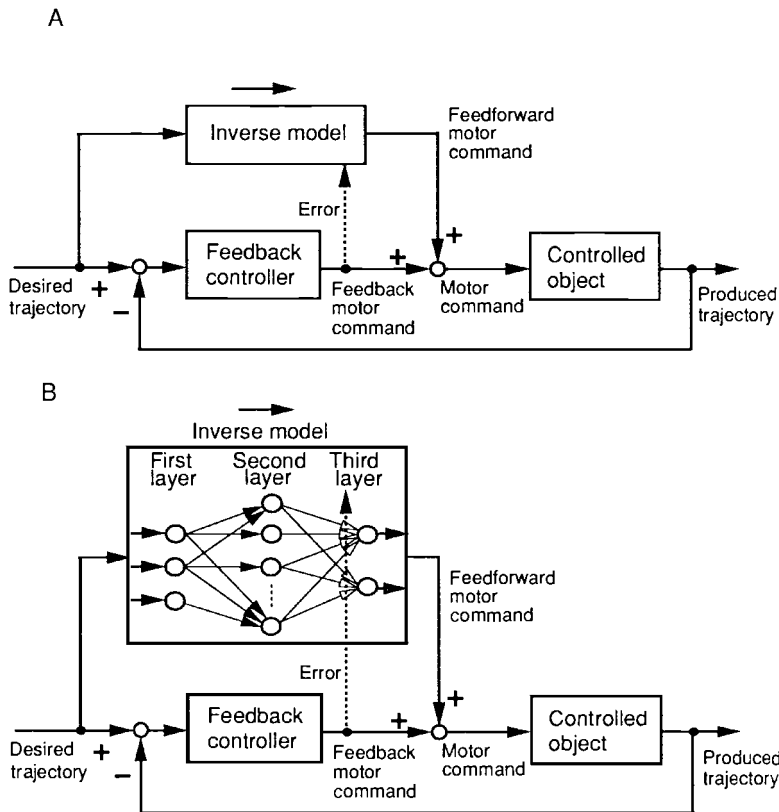 A
Inverse model
Feedforward
motor
command
Error
+
Feedback
controller
+
Controlled
object
Desired
trajectory
+
−
Feedback
motor
command
Motor
command
Produced
trajectory
B
Inverse model
First
layer
Second
layer
Third
layer
Feedforward
motor
command
Error
+
Feedback
controller
+
Controlled
object
Desired
trajectory
+
−
Feedback
motor
command
Motor
command
Produced
trajectory